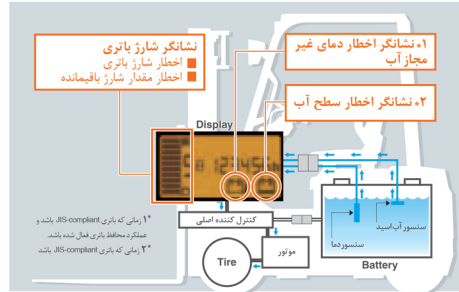 نشانگر شارژ باتری
اخطار شارژ باتری
اخطار مقدار شارژ باقیمانده
*۱ نشانگر اخطار دمای غیر
مجاز آب
*۲ نشانگر اخطار سطح آب
Display
کنترل کننده اصلی
موتور
Tire
سنسور آب اسید
سنسور دما
Battery
*۱ زمانی که باتری JIS-compliant باشد و
عملکرد محافظ باتری فعال شده باشد.
*۲ زمانی که باتری JIS-compliant باشد